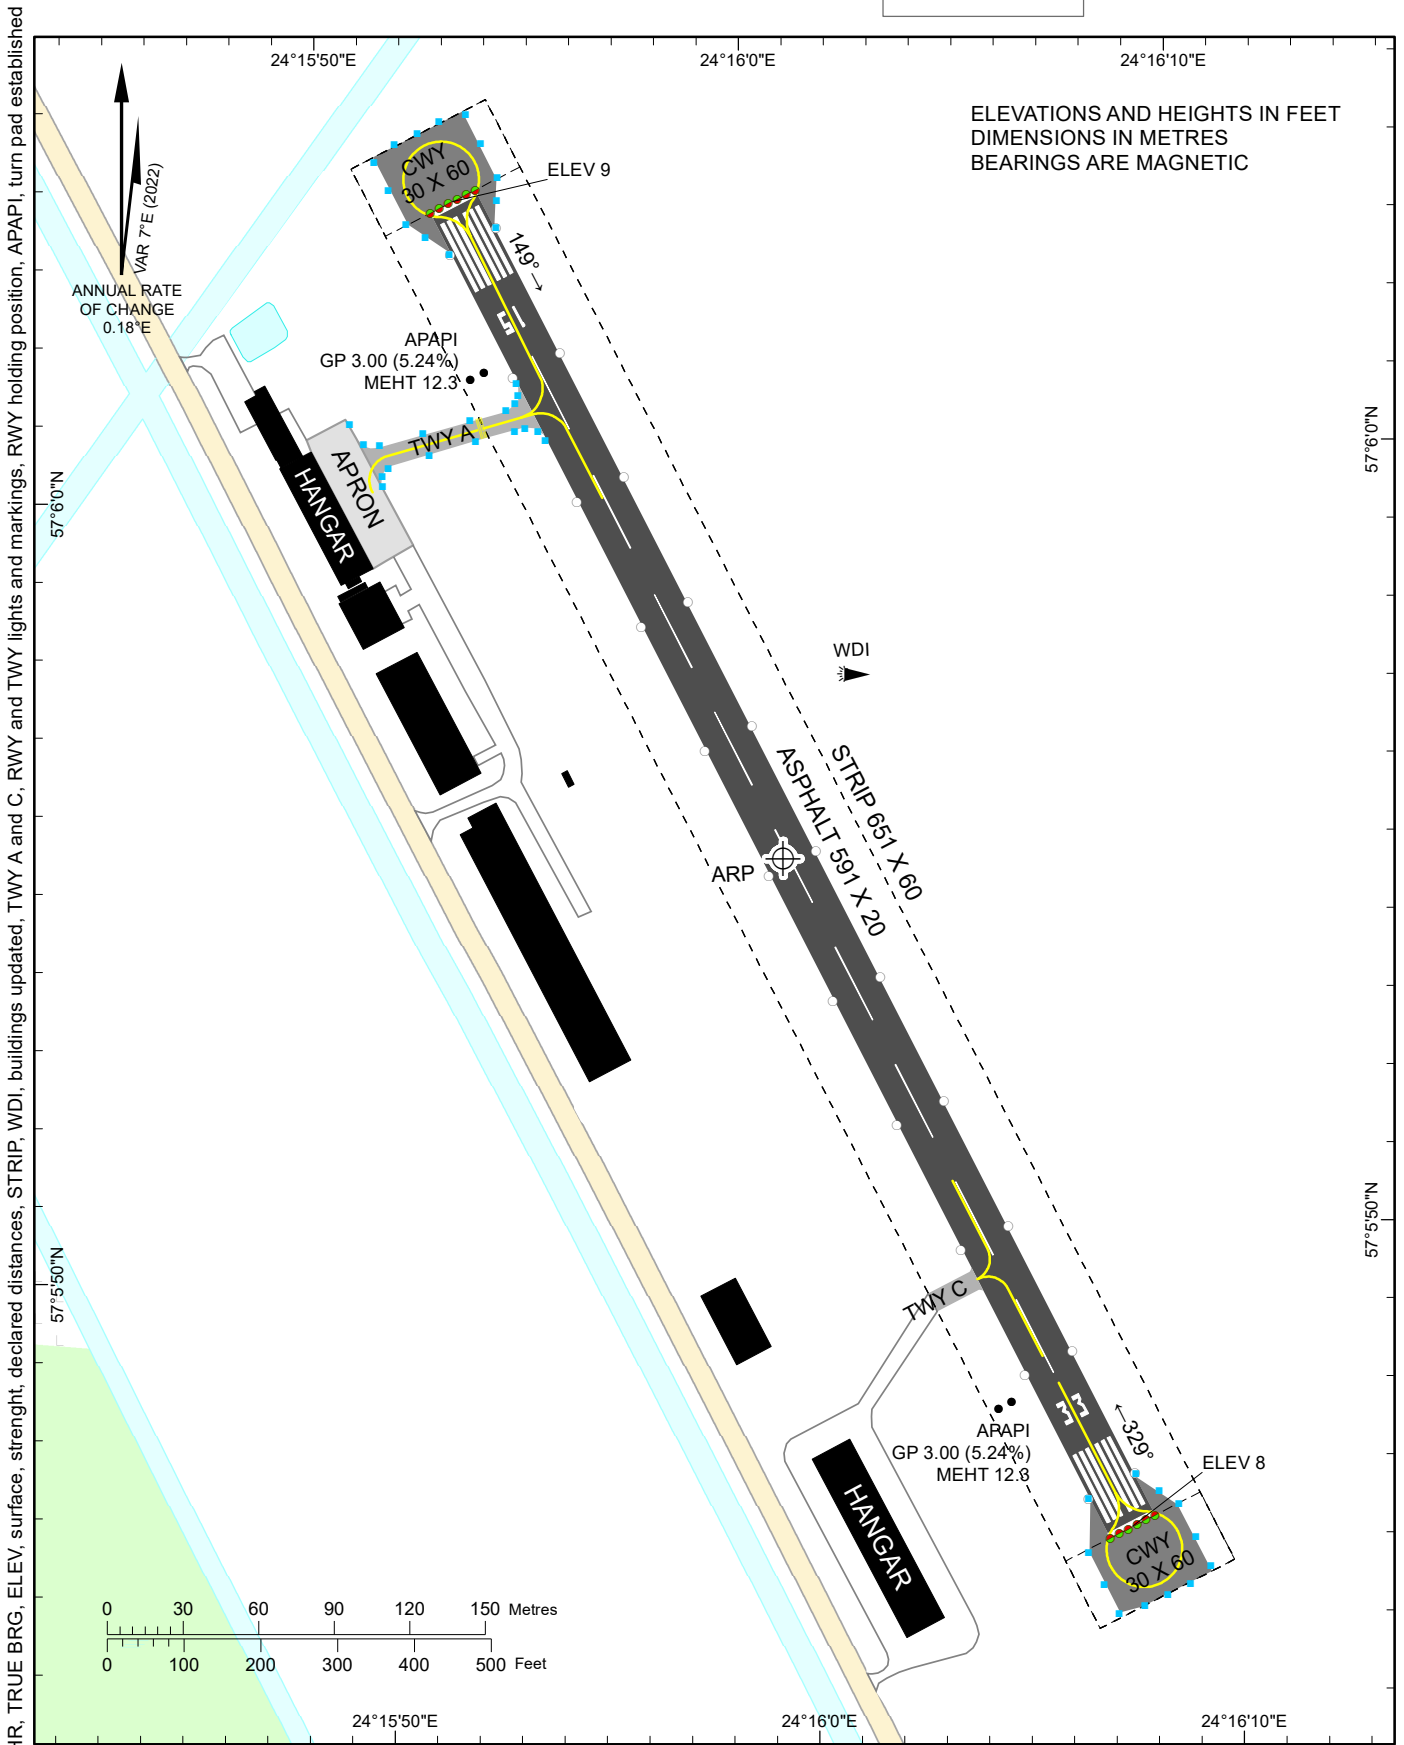 24°15'50"E
24°16'0"E
24°16'10"E
ELEVATIONS AND HEIGHTS IN FEET
DIMENSIONS IN METRES
BEARINGS ARE MAGNETIC
VAR 7°E (2022)
ANNUAL RATE
OF CHANGE
0.18°E
CWY
30 X 60
ELEV 9
149°
15
APAPI
GP 3.00 (5.24%)
MEHT 12.3
TWY A
APRON
HANGAR
57°6'0"N
57°6'0"N
WDI
STRIP 651 X 60
ASPHALT 591 X 20
ARP
57°5'50"N
57°5'50"N
TWY C
33
329°
APAPI
GP 3.00 (5.24%)
MEHT 12.3
ELEV 8
CWY
30 X 60
HANGAR
0 30 60 90 120 150 Metres
0 100 200 300 400 500 Feet
24°15'50"E
24°16'0"E
24°16'10"E
HR, TRUE BRG, ELEV, surface, strenght, declared distances, STRIP, WDI, buildings updated, TWY A and C, RWY and TWY lights and markings, RWY holding position, APAPI, turn pad established